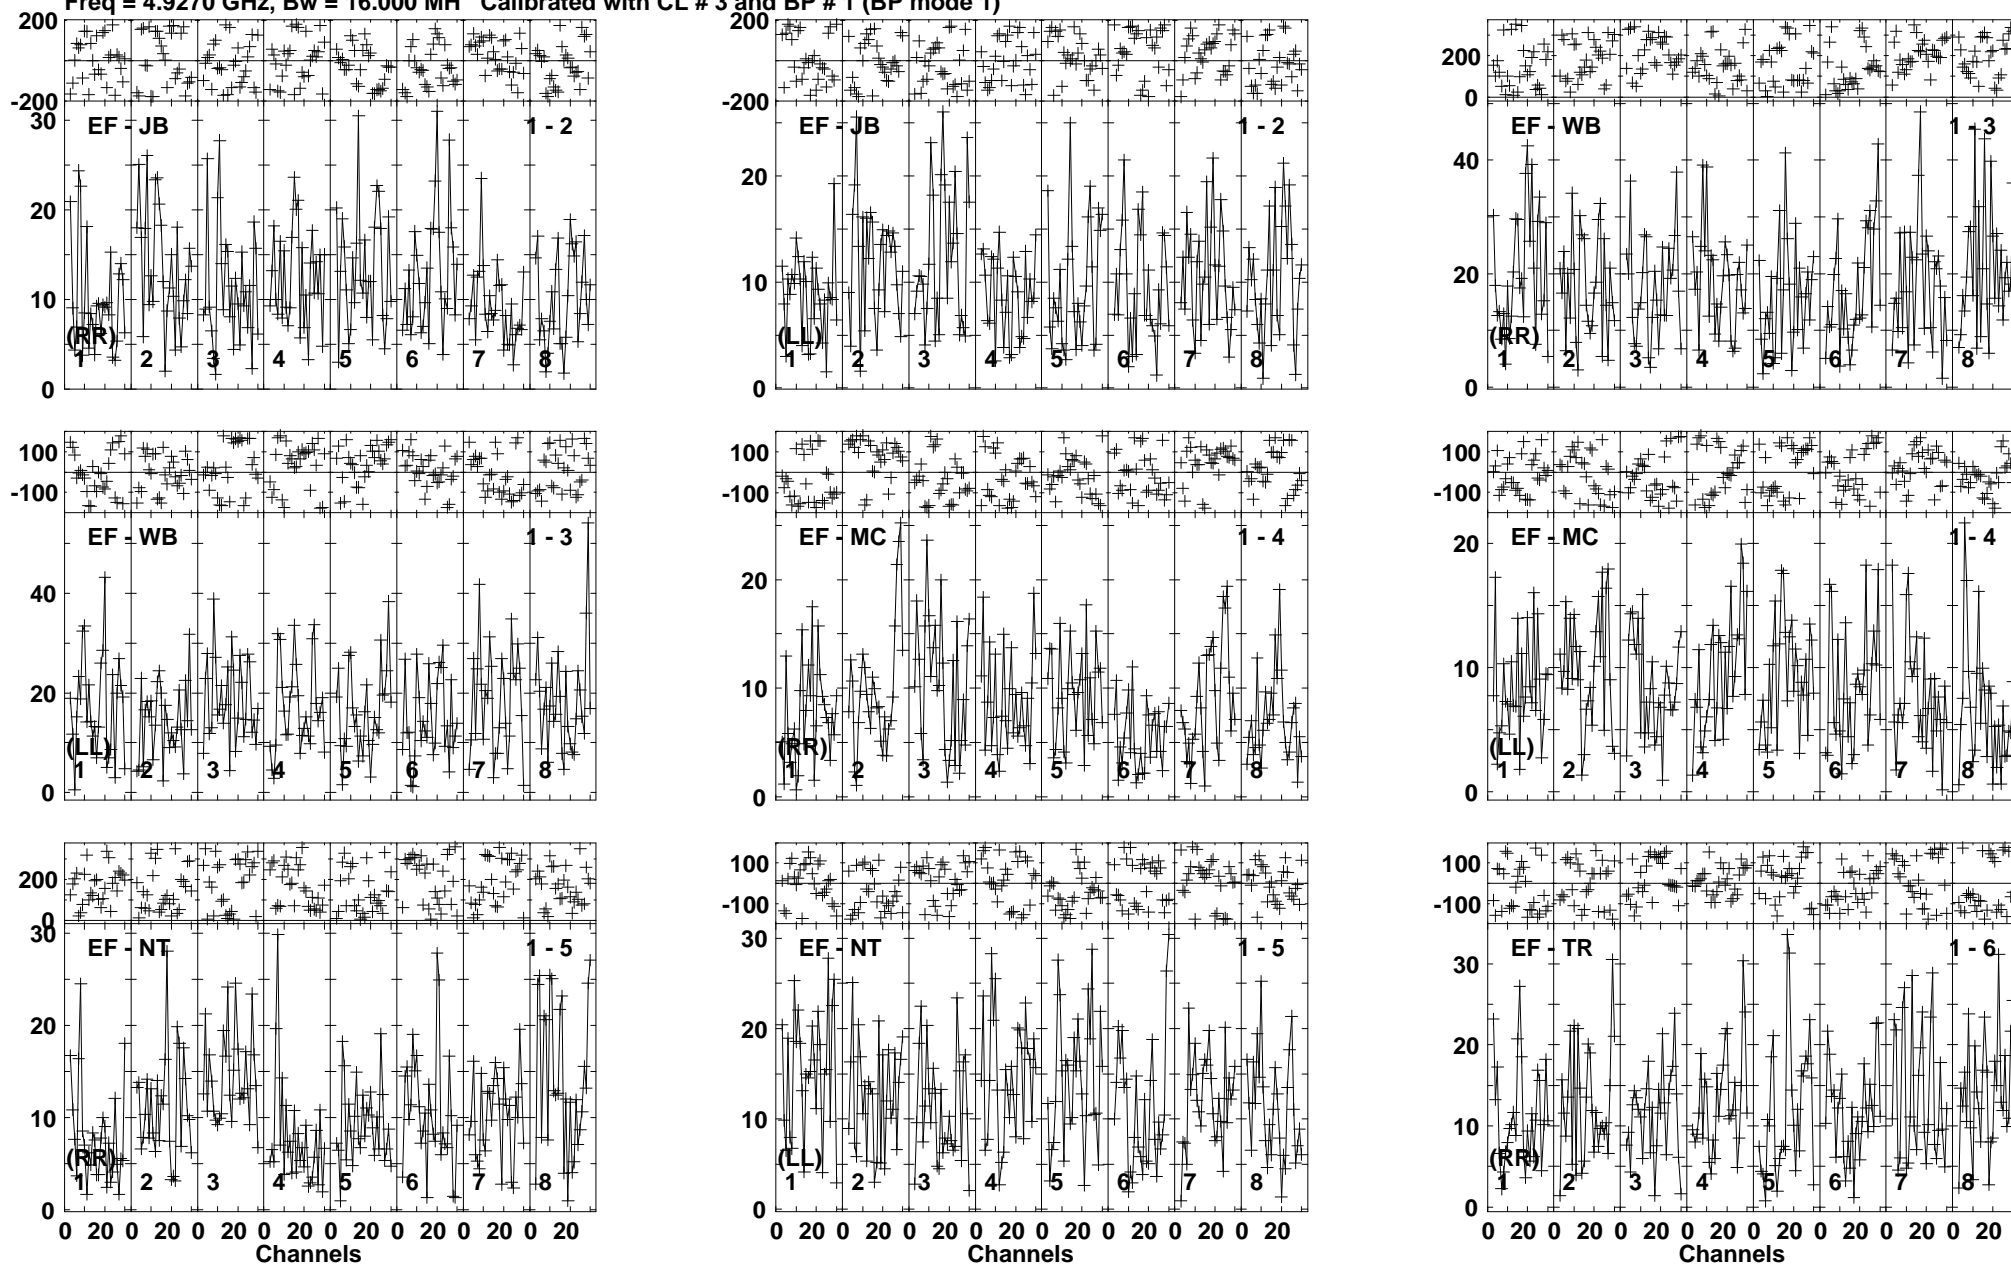 Freq = 4.9270 GHz, Bw = 16.000 MH Calibrated with CL # 3 and BP # 1 (BP mode 1)
200 200 200
-200 -200 0
30 EF - JB 1 - 2 EF - JB 1 - 2 EF - WB 1 - 3
40
20 20 20
10 10
(RR) (LL) (RR)
1 2 3 4 5 6 7 8 1 2 3 4 5 6 7 8 1 2 3 4 5 6 7 8
0 0 0
100 100 100
-100 -100 -100
EF - WB 1 - 3 EF - MC 1 - 4 EF - MC 1 - 4
40 20 20
20 10 10
(LL) (RR) (LL)
1 2 3 4 5 6 7 8 1 2 3 4 5 6 7 8 1 2 3 4 5 6 7 8
0 0 0
200 100 100
0 -100 -100
30 EF - NT 1 - 5 30 EF - NT 1 - 5 30 EF - TR 1 - 6
20 20 20
10 10 10
(RR) (LL) (RR)
1 2 3 4 5 6 7 8 1 2 3 4 5 6 7 8 1 2 3 4 5 6 7 8
0 0 0
0 20 0 20 0 20 0 20 0 20 0 20 0 20 0 20 0 20 0 20 0 20 0 20 0 20 0 20 0 20 0 20 0 20 0 20 0 20 0 20 0 20 0 20 0 20 0 20
Channels Channels Channels